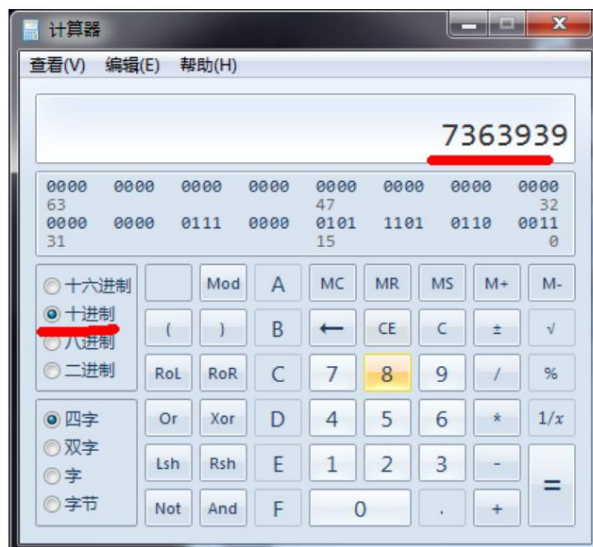 计算器
查看(V) 编辑(E) 帮助(H)
7363939
0000 0000 0000 0000 0000 0000 0000 0000
63 47 32
0000 0000 0111 0000 0101 1101 0110 0011
31 15 0
十六进制 Mod A MC MR MS M+ M-
十进制 ( ) B ← CE C ± √
八进制
二进制 RoL RoR C 7 8 9 / %
四字 Or Xor D 4 5 6 * 1/x
双字
字 Lsh Rsh E 1 2 3 - =
字节 Not And F 0 . +